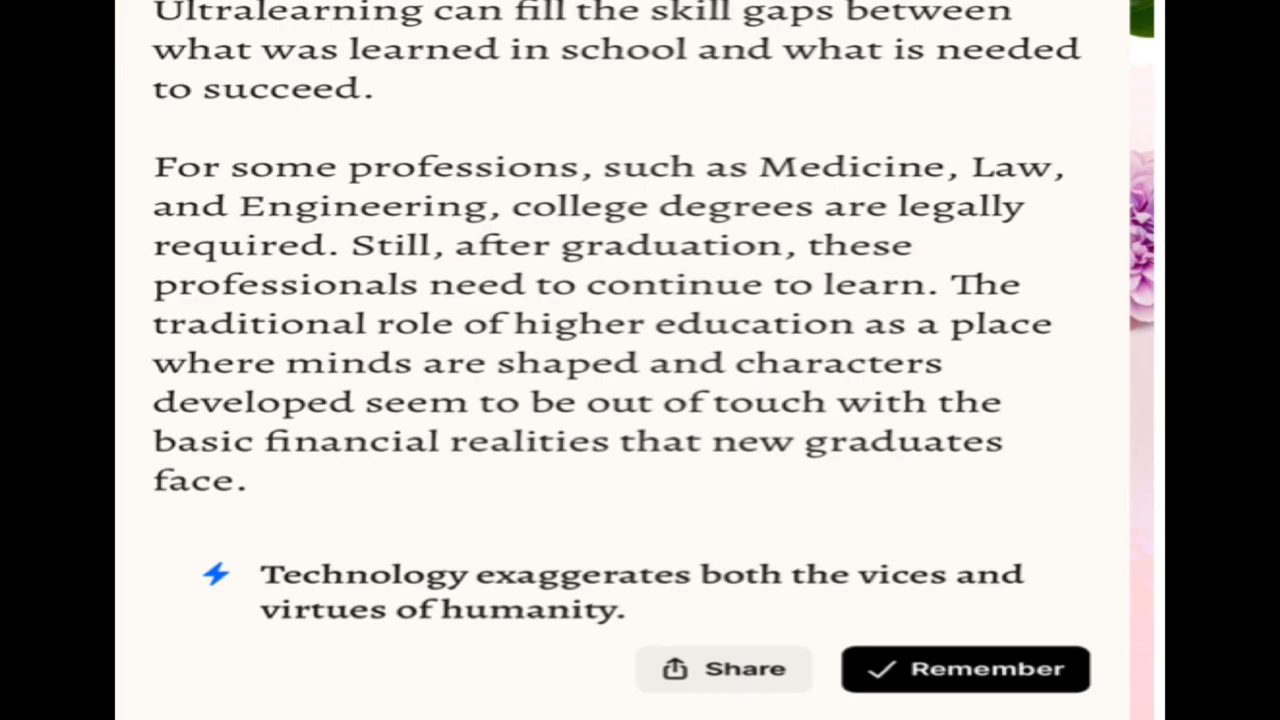 Ultralearning can fill the skill gaps between
what was learned in school and what is needed
to succeed.
For some professions, such as Medicine, Law,
and Engineering, college degrees are legally
required. Still, after graduation, these
professionals need to continue to learn. The
traditional role of higher education as a place
where minds are shaped and characters
developed seem to be out of touch with the
basic financial realities that new graduates
face.
Technology exaggerates both the vices and
virtues of humanity.
Share
Remember